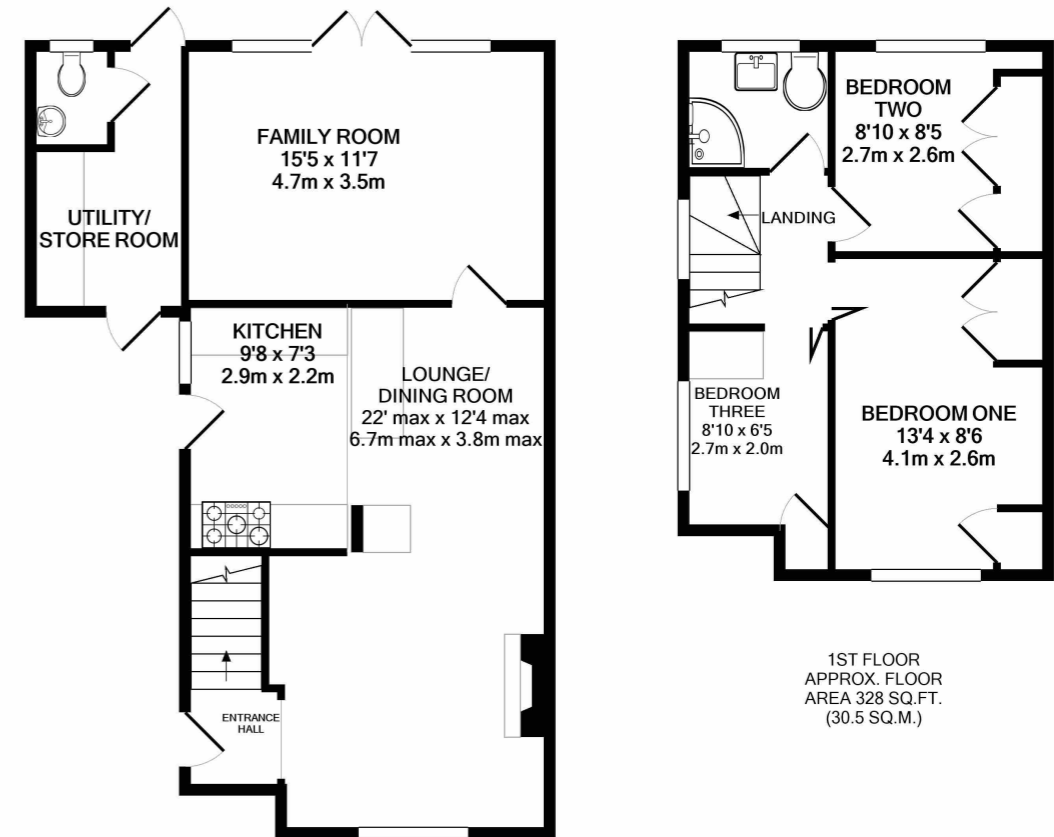 FAMILY ROOM
15'5 x 11'7
4.7m x 3.5m
UTILITY/
STORE ROOM
KITCHEN
9'8 x 7'3
2.9m x 2.2m
LOUNGE/
DINING ROOM
22' max x 12'4 max
6.7m max x 3.8m max
ENTRANCE
HALL
BEDROOM
TWO
8'10 x 8'5
2.7m x 2.6m
LANDING
BEDROOM
THREE
8'10 x 6'5
2.7m x 2.0m
BEDROOM ONE
13'4 x 8'6
4.1m x 2.6m
1ST FLOOR
APPROX. FLOOR
AREA 328 SQ.FT.
(30.5 SQ.M.)